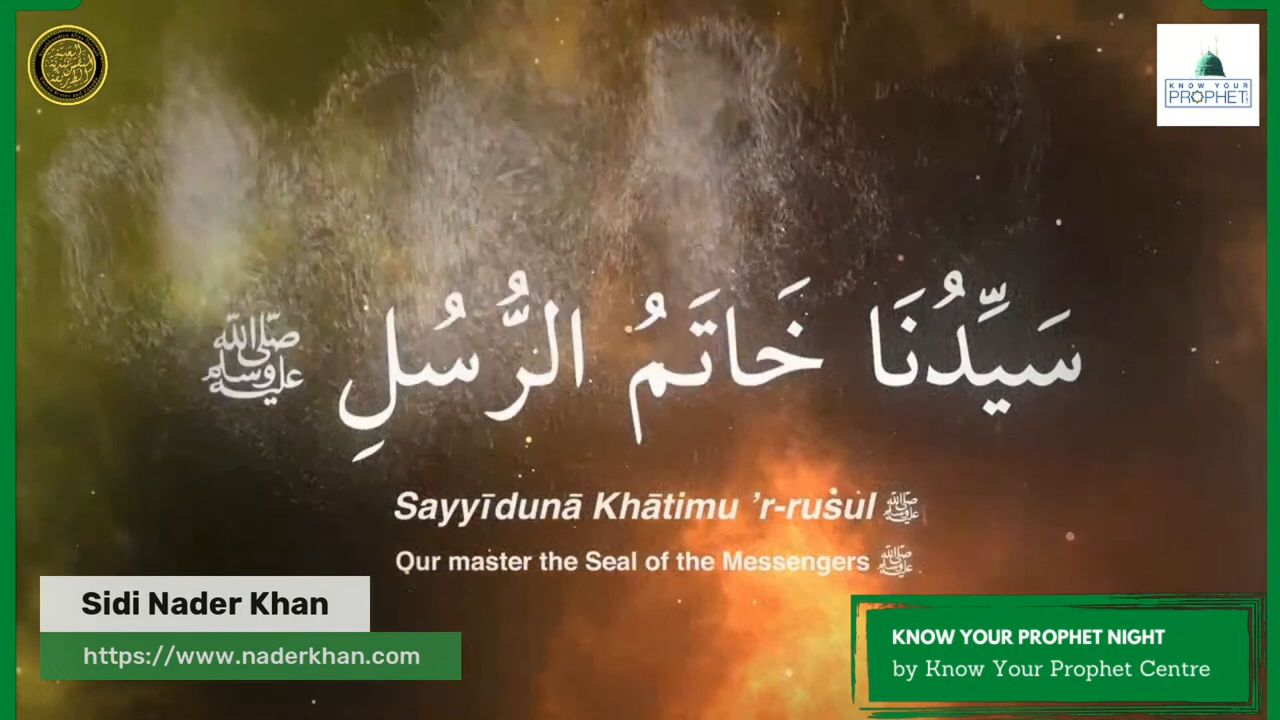 KNOW YOUR
PROPHET
سَيِّدُنَا خَاتَمُ الرُّسُلِ ﷺ
Sayyīdunā Khātimu ’r-rusul ﷺ
Our master the Seal of the Messengers ﷺ
Sidi Nader Khan
https://www.naderkhan.com
KNOW YOUR PROPHET NIGHT
by Know Your Prophet Centre